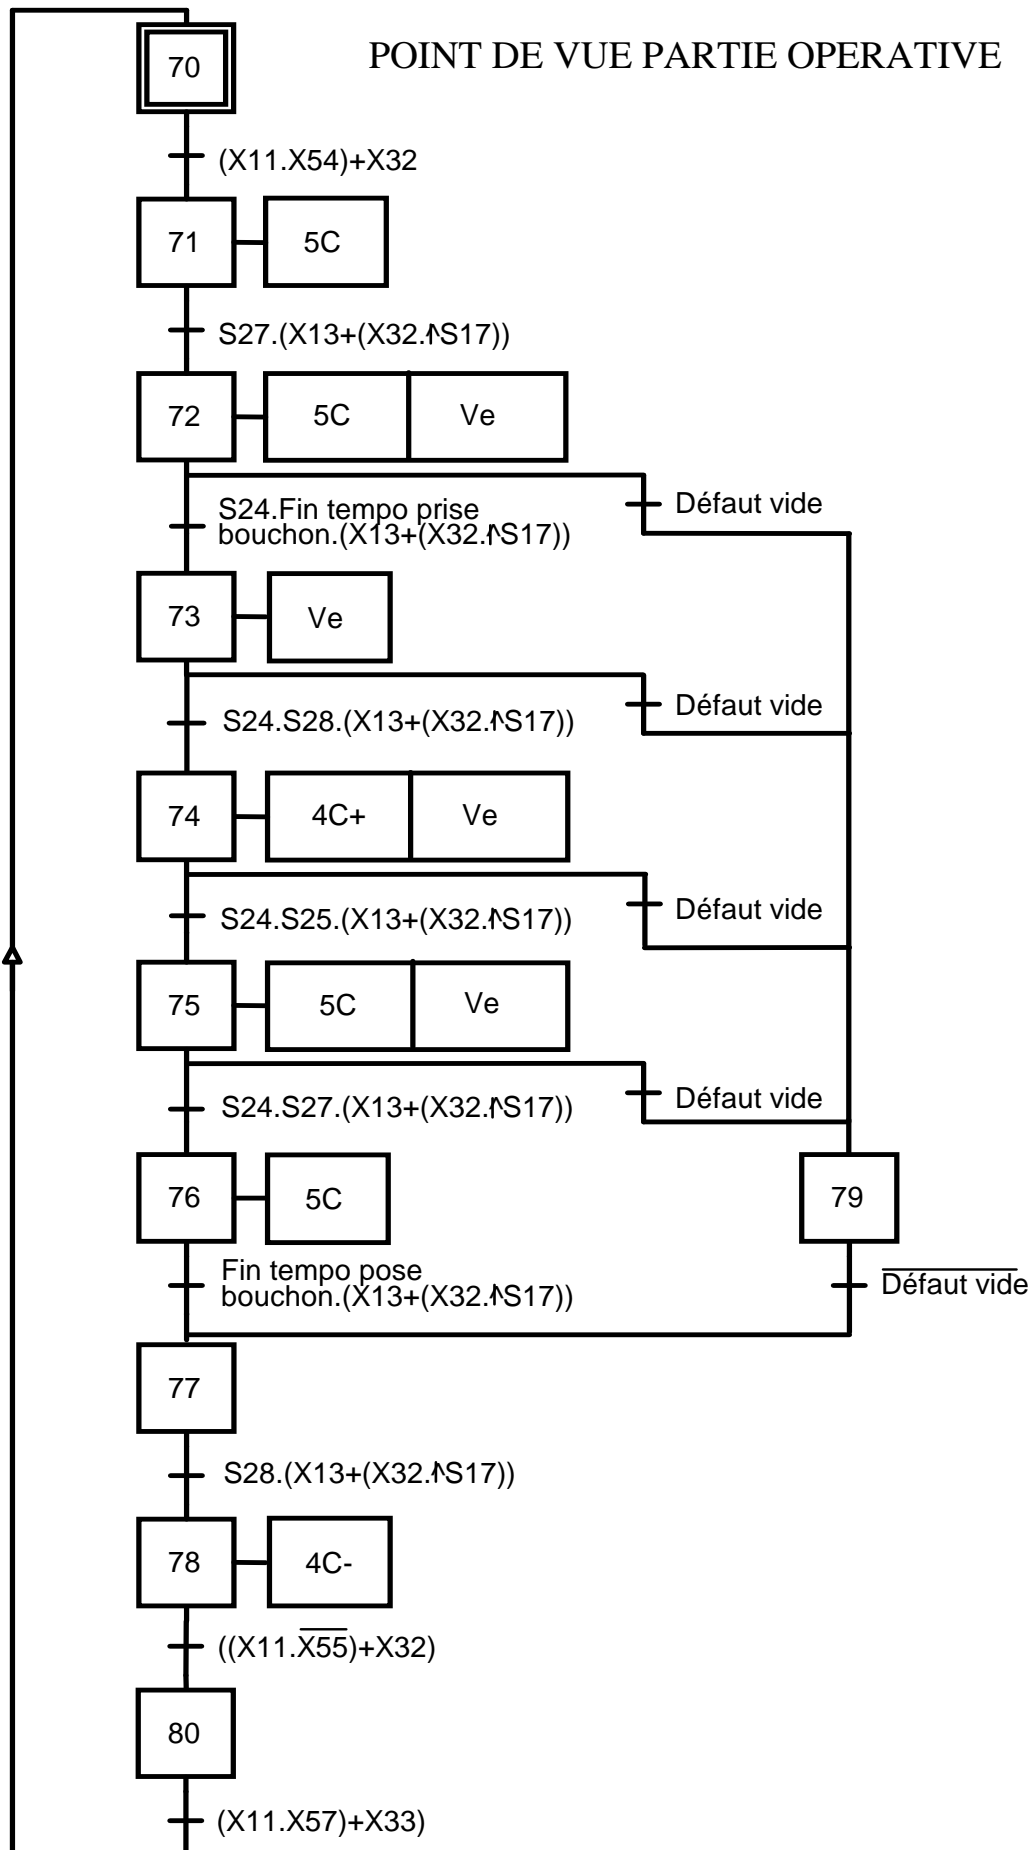 POINT DE VUE PARTIE OPERATIVE
70
(X11.X54)+X32
71
5C
S27.(X13+(X32.↑S17))
72
5C
Ve
S24.Fin tempo prise
bouchon.(X13+(X32.↑S17))
Défaut vide
73
Ve
S24.S28.(X13+(X32.↑S17))
Défaut vide
74
4C+
Ve
S24.S25.(X13+(X32.↑S17))
Défaut vide
75
5C
Ve
S24.S27.(X13+(X32.↑S17))
Défaut vide
76
5C
79
Fin tempo pose
bouchon.(X13+(X32.↑S17))
D̅é̅f̅a̅u̅t̅ ̅v̅i̅d̅e̅
77
S28.(X13+(X32.↑S17))
78
4C-
((X11.X̅5̅5̅)+X32)
80
(X11.X57)+X33)